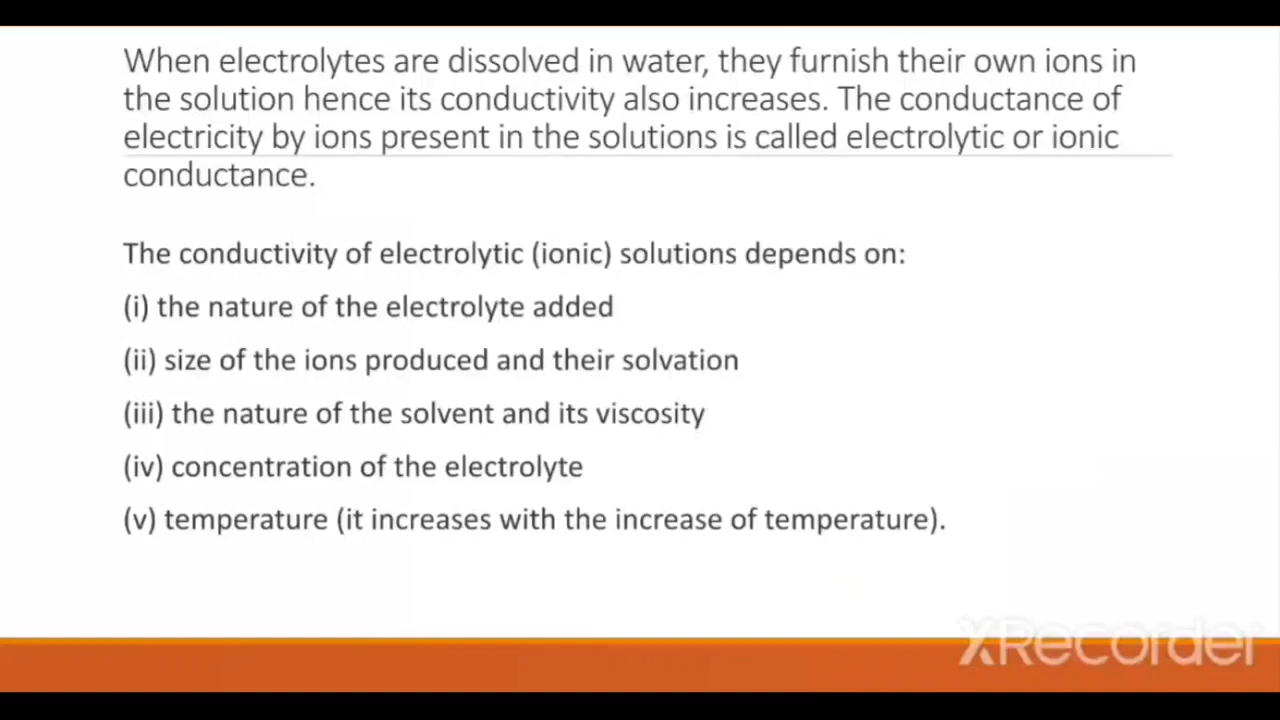 When electrolytes are dissolved in water, they furnish their own ions in
the solution hence its conductivity also increases. The conductance of
electricity by ions present in the solutions is called electrolytic or ionic
conductance.
The conductivity of electrolytic (ionic) solutions depends on:
(i) the nature of the electrolyte added
(ii) size of the ions produced and their solvation
(iii) the nature of the solvent and its viscosity
(iv) concentration of the electrolyte
(v) temperature (it increases with the increase of temperature).
XRecorder